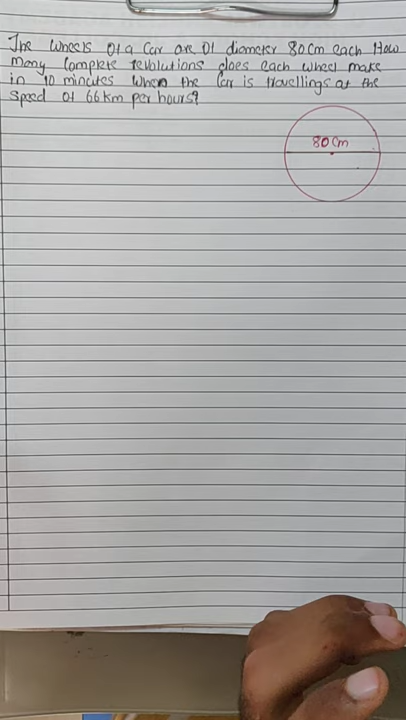 The wheels of a Car are of diameter 80cm each How
many Complete revolutions does each wheel make
in 10 minutes when the Car is travellings at the
speed of 66km per hours?
80cm